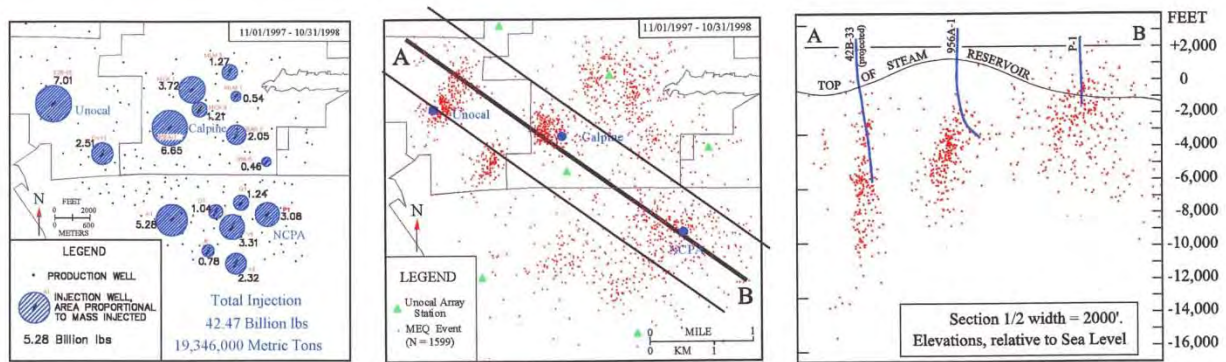 11/01/1997 - 10/31/1998
7.01
Unocal
1.27
3.72
0.54
1.21
Calpine
2.05
6.65
2.51
0.46
N
FEET
0 2000
0 600
METERS
1.24
1.04
3.08
5.28
NCPA
3.31
0.78
2.32
LEGEND
PRODUCTION WELL
INJECTION WELL,
AREA PROPORTIONAL
TO MASS INJECTED
5.28 Billion lbs
Total Injection
42.47 Billion lbs
19,346,000 Metric Tons
11/01/1997 - 10/31/1998
A
Unocal
Calpine
N
NCPA
B
LEGEND
Unocal Array
Station
MEQ Event
(N = 1599)
MILE
0 1
KM
A
42B-33
(projected)
956A-1
P-1
B
FEET
TOP OF STEAM RESERVOIR
+2,000
0
-2,000
-4,000
-6,000
-8,000
-10,000
-12,000
-14,000
-16,000
Section 1/2 width = 2000'.
Elevations, relative to Sea Level